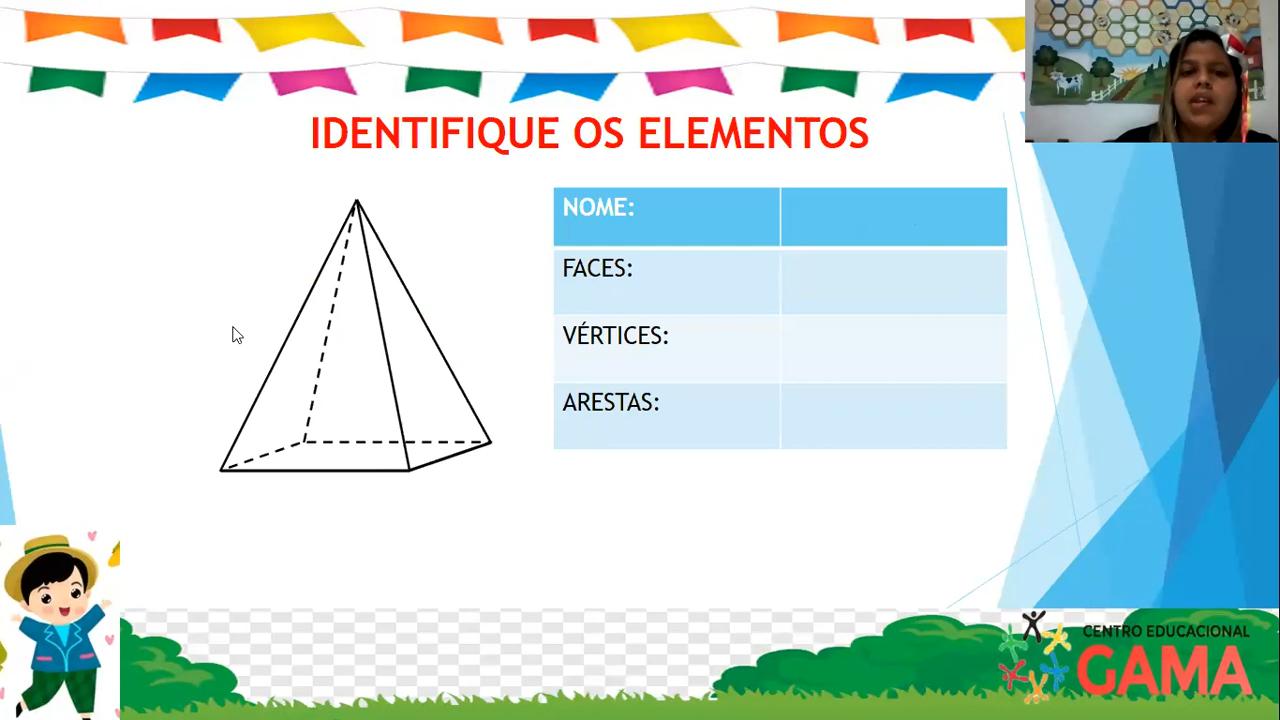 IDENTIFIQUE OS ELEMENTOS
NOME:
FACES:
VÉRTICES:
ARESTAS:
CENTRO EDUCACIONAL
GAMA